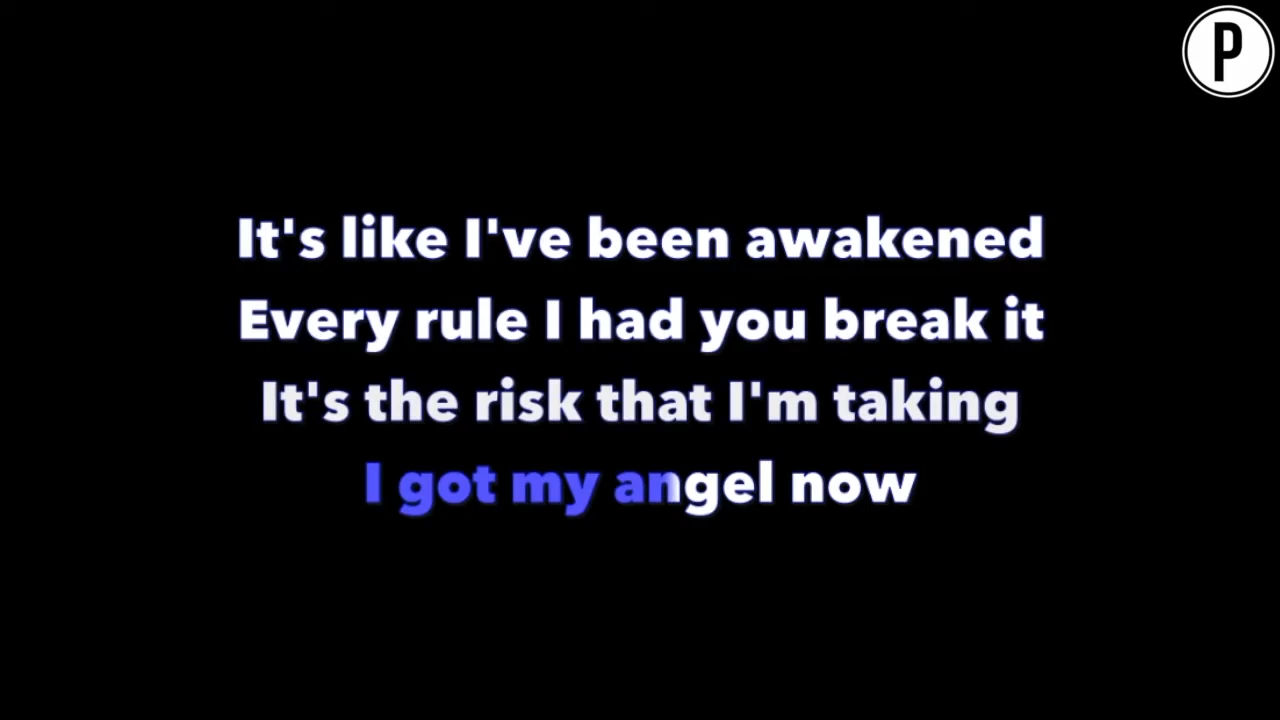 P
It's like I've been awakened
Every rule I had you break it
It's the risk that I'm taking
I got my angel now